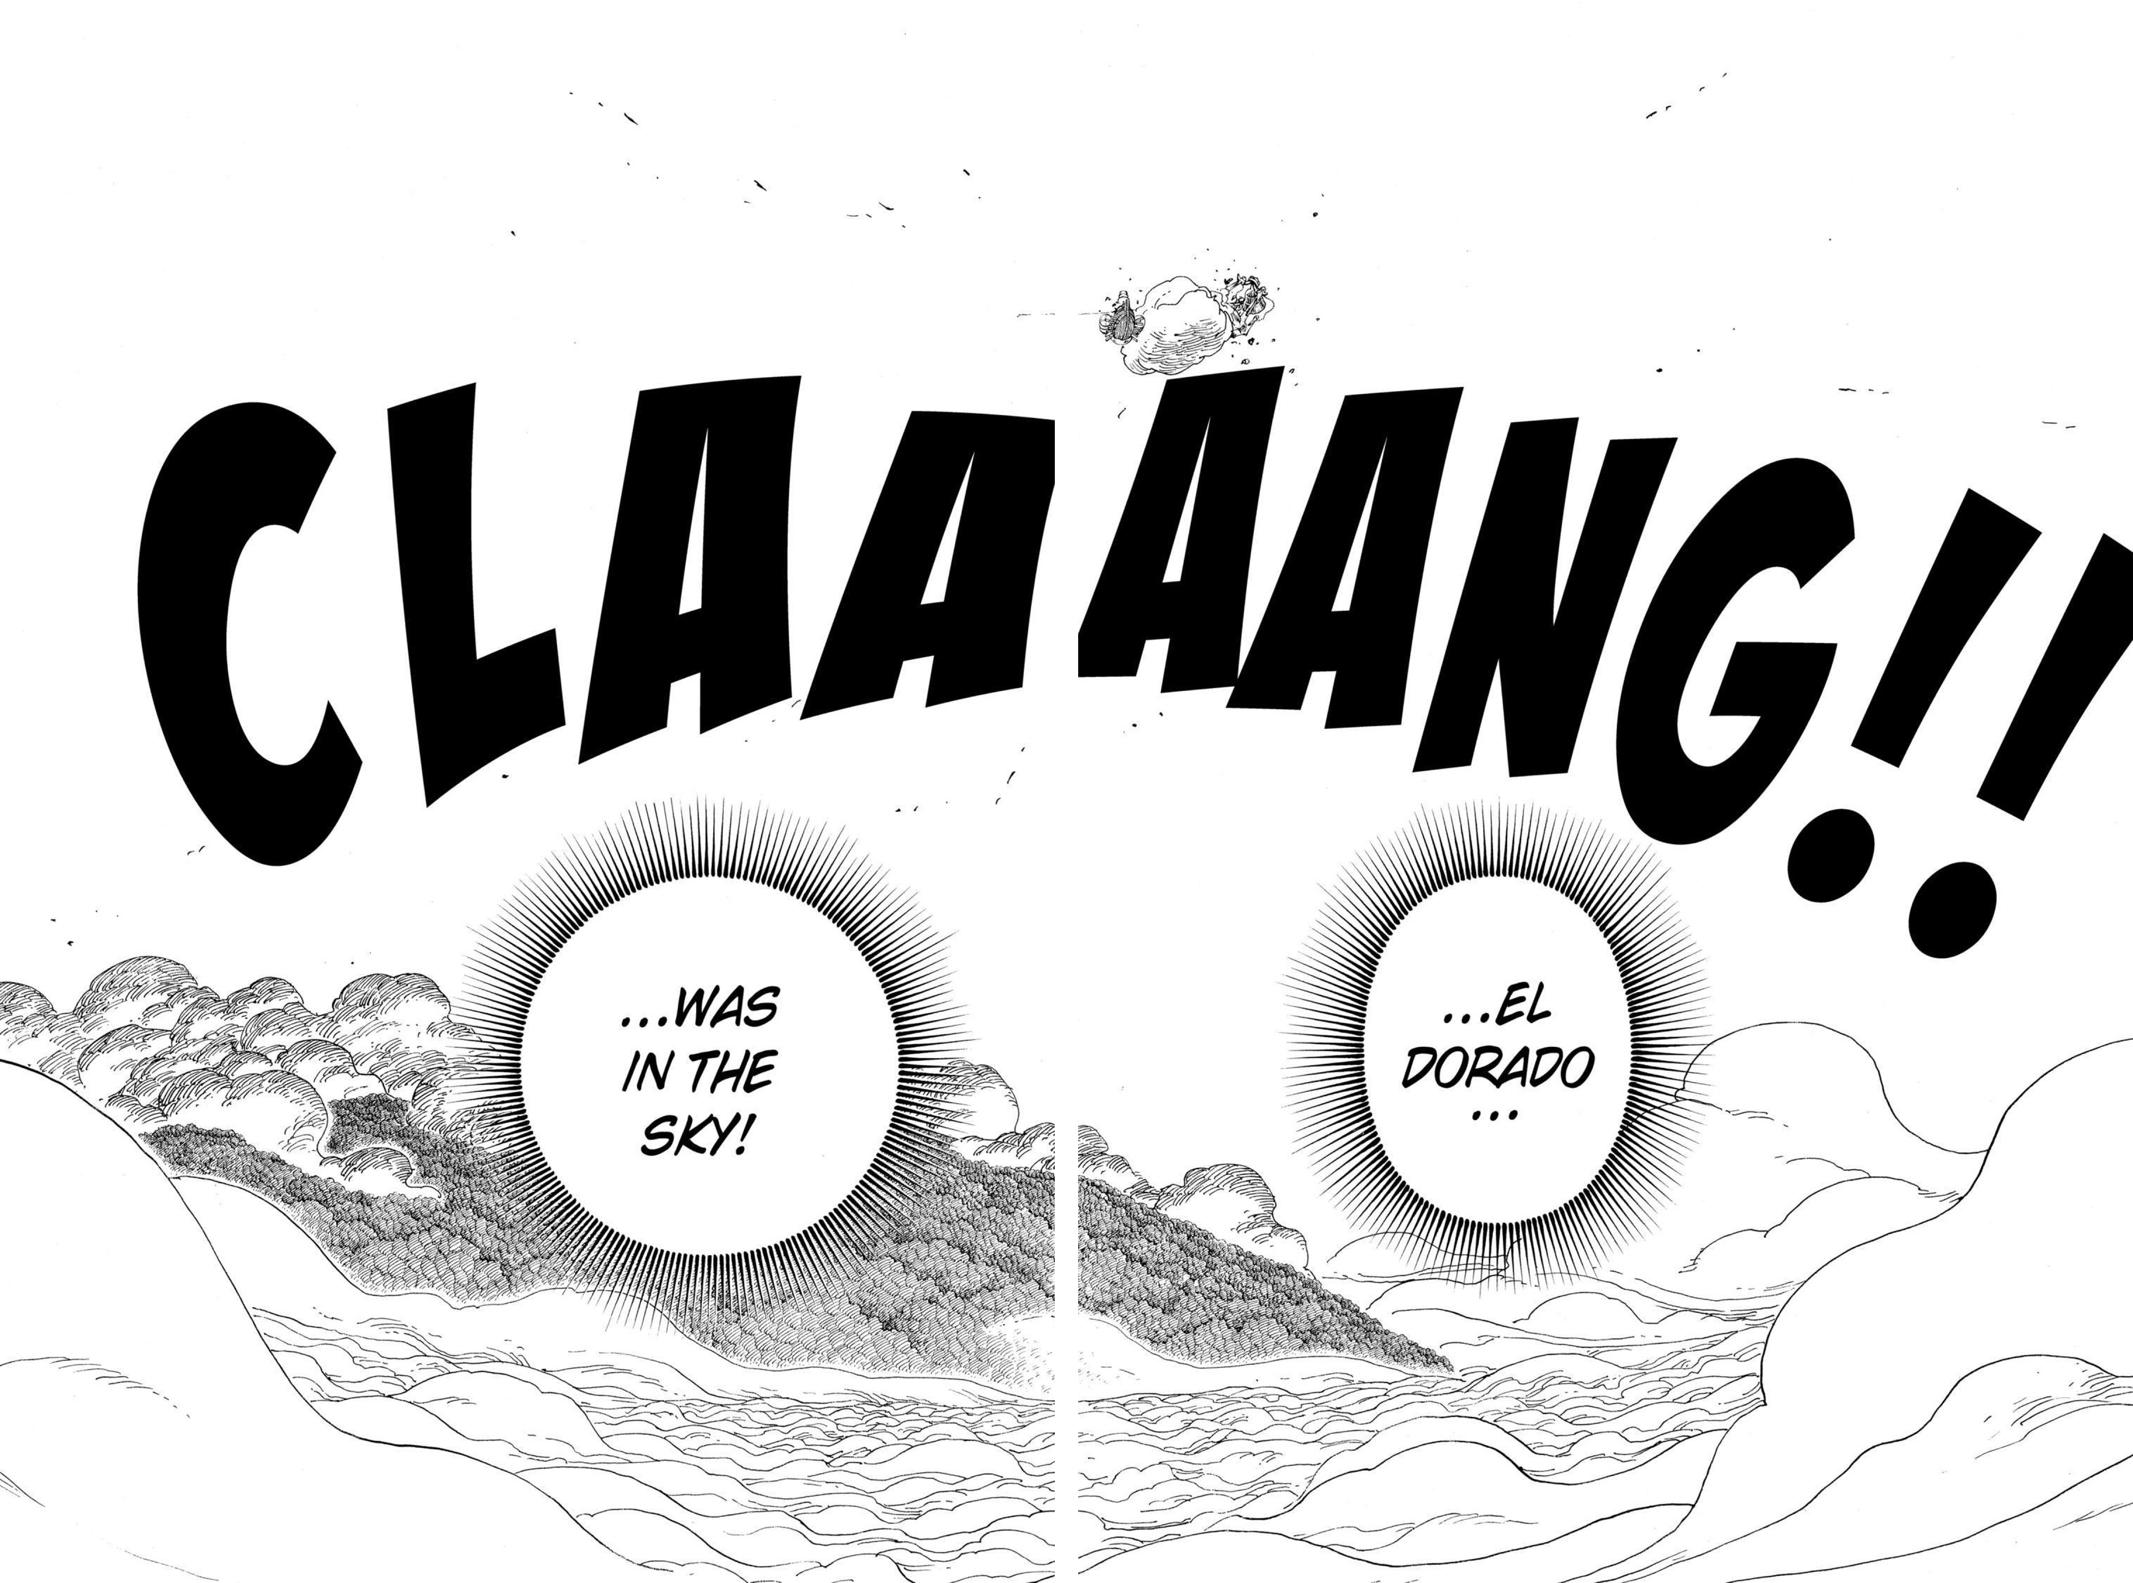 CLAAAANG!!
...EL
DORADO
...
...WAS
IN THE
SKY!